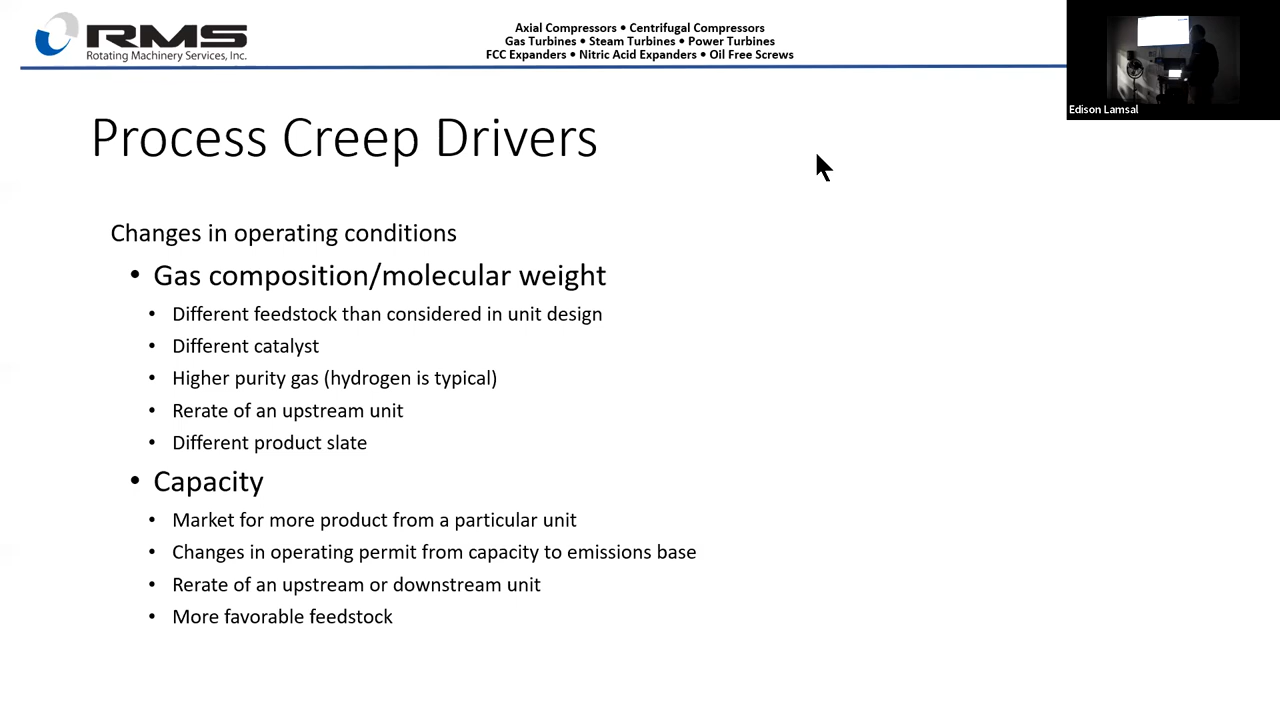 RMS
Rotating Machinery Services, Inc.
Axial Compressors • Centrifugal Compressors
Gas Turbines • Steam Turbines • Power Turbines
FCC Expanders • Nitric Acid Expanders • Oil Free Screws
Edison Lamsal
Process Creep Drivers
Changes in operating conditions
• Gas composition/molecular weight
• Different feedstock than considered in unit design
• Different catalyst
• Higher purity gas (hydrogen is typical)
• Rerate of an upstream unit
• Different product slate
• Capacity
• Market for more product from a particular unit
• Changes in operating permit from capacity to emissions base
• Rerate of an upstream or downstream unit
• More favorable feedstock